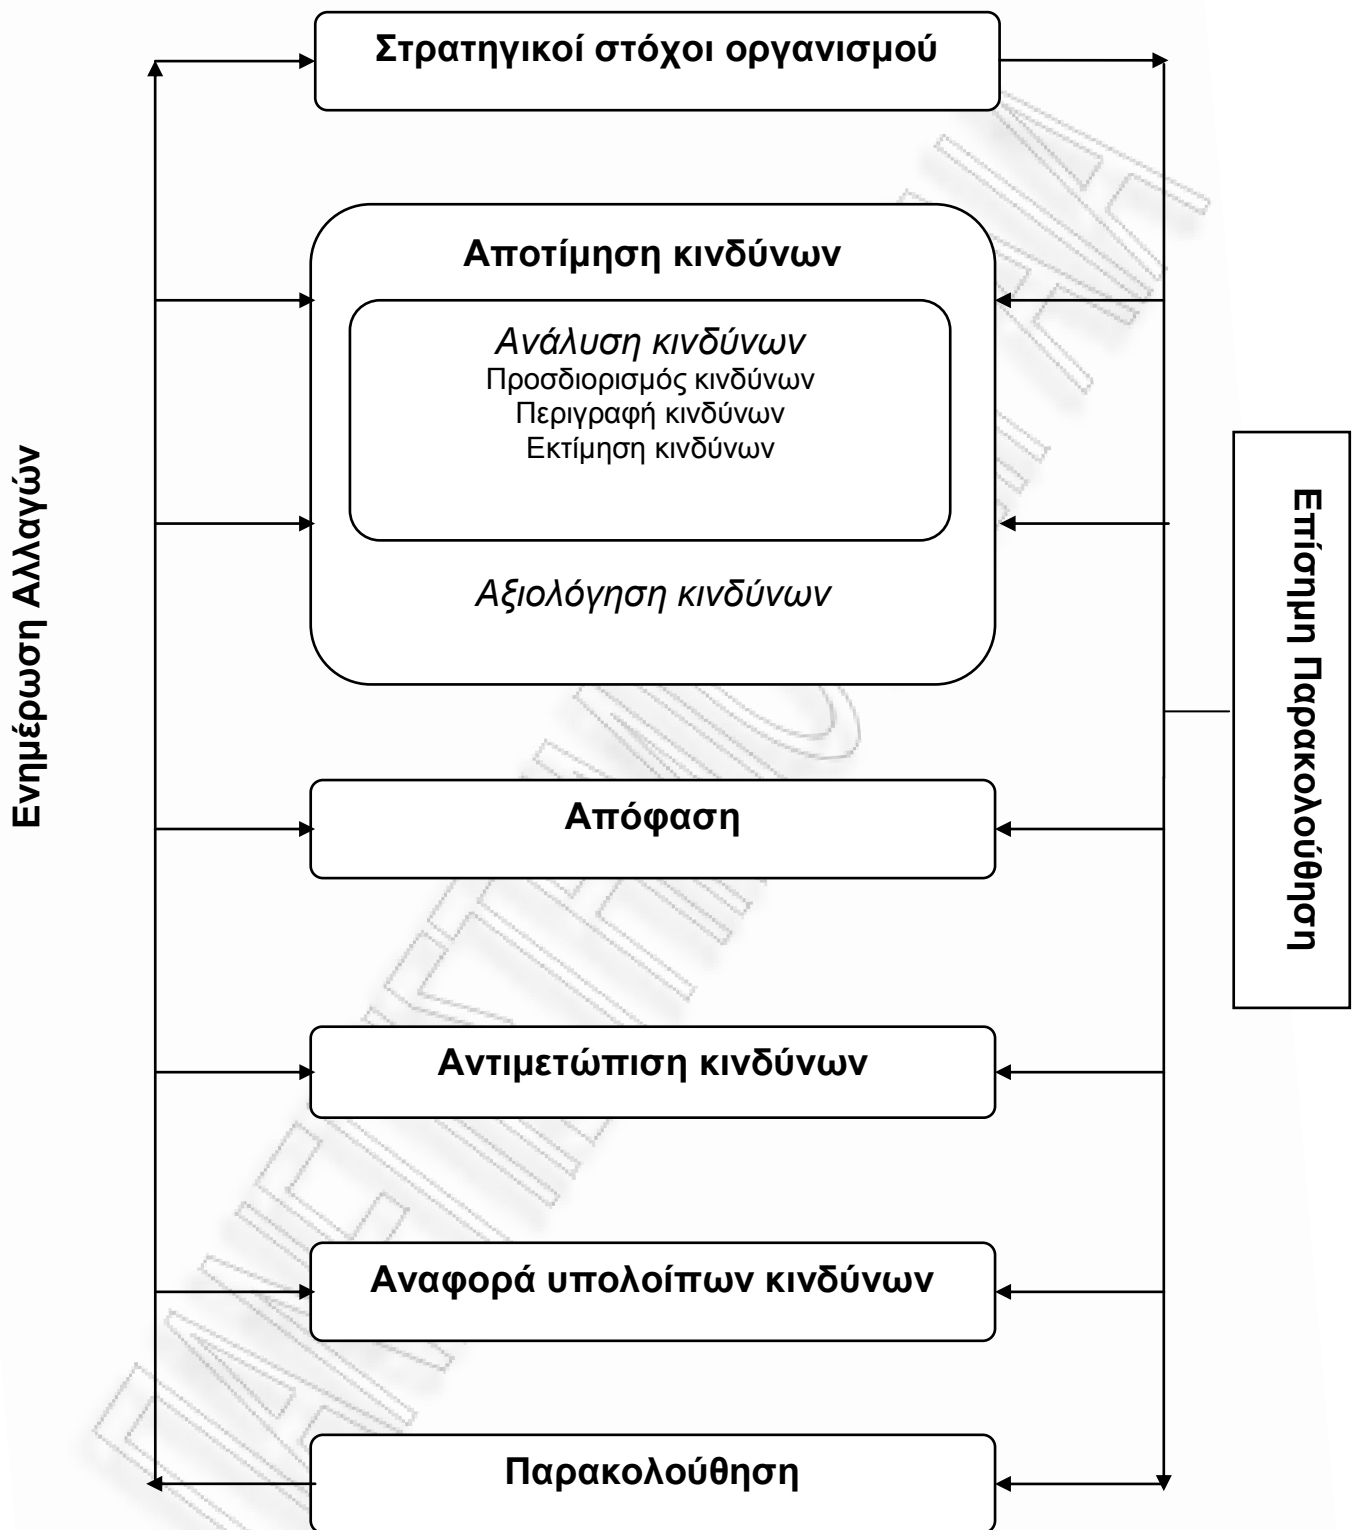 Στρατηγικοί στόχοι οργανισμού
Αποτίμηση κινδύνων
Ανάλυση κινδύνων
Προσδιορισμός κινδύνων
Περιγραφή κινδύνων
Εκτίμηση κινδύνων
Αξιολόγηση κινδύνων
Απόφαση
Αντιμετώπιση κινδύνων
Αναφορά υπολοίπων κινδύνων
Παρακολούθηση
Ενημέρωση Αλλαγών
Επίσημη Παρακολούθηση